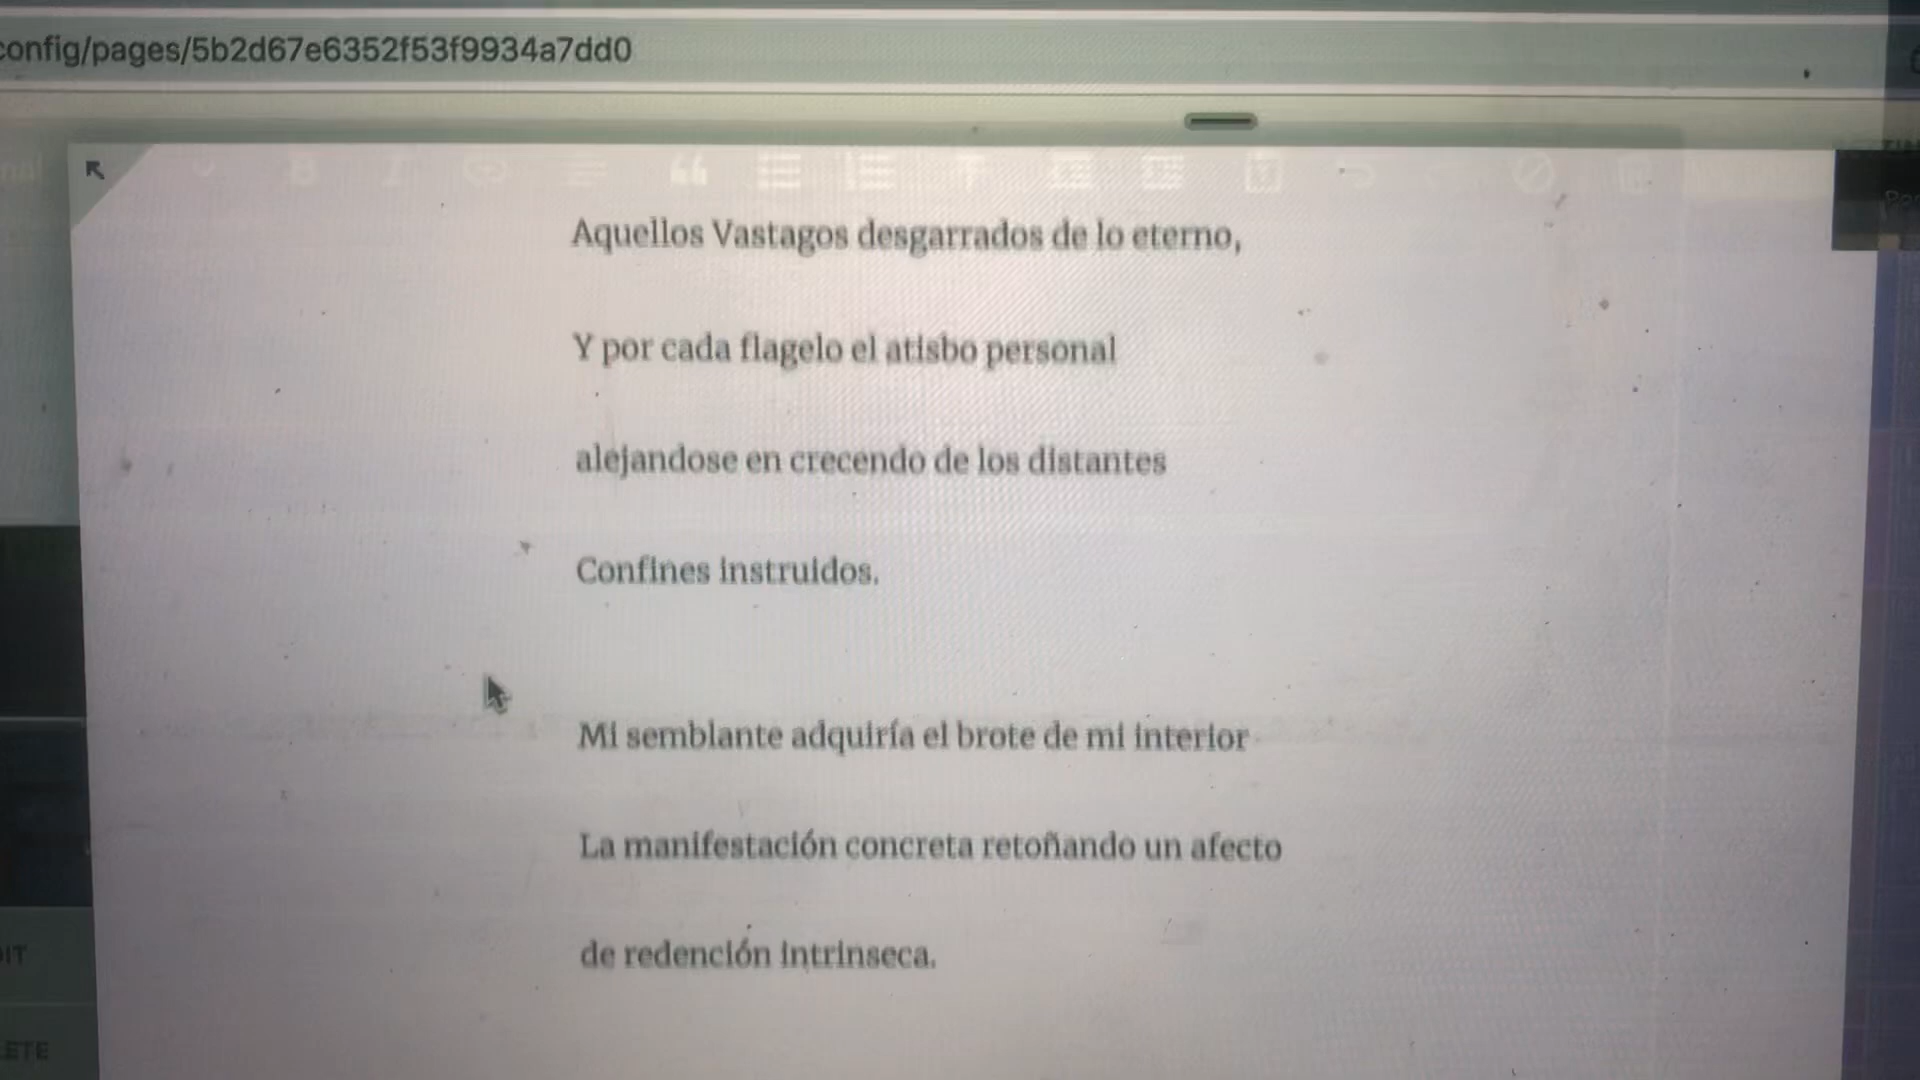 config/pages/5b2d67e6352f53f9934a7dd0
Aquellos Vastagos desgarrados de lo eterno,
Y por cada flagelo el atisbo personal
alejandose en crecendo de los distantes
Confines instruidos.
Mi semblante adquiría el brote de mi interior
La manifestación concreta retoñando un afecto
de redención intrinseca.